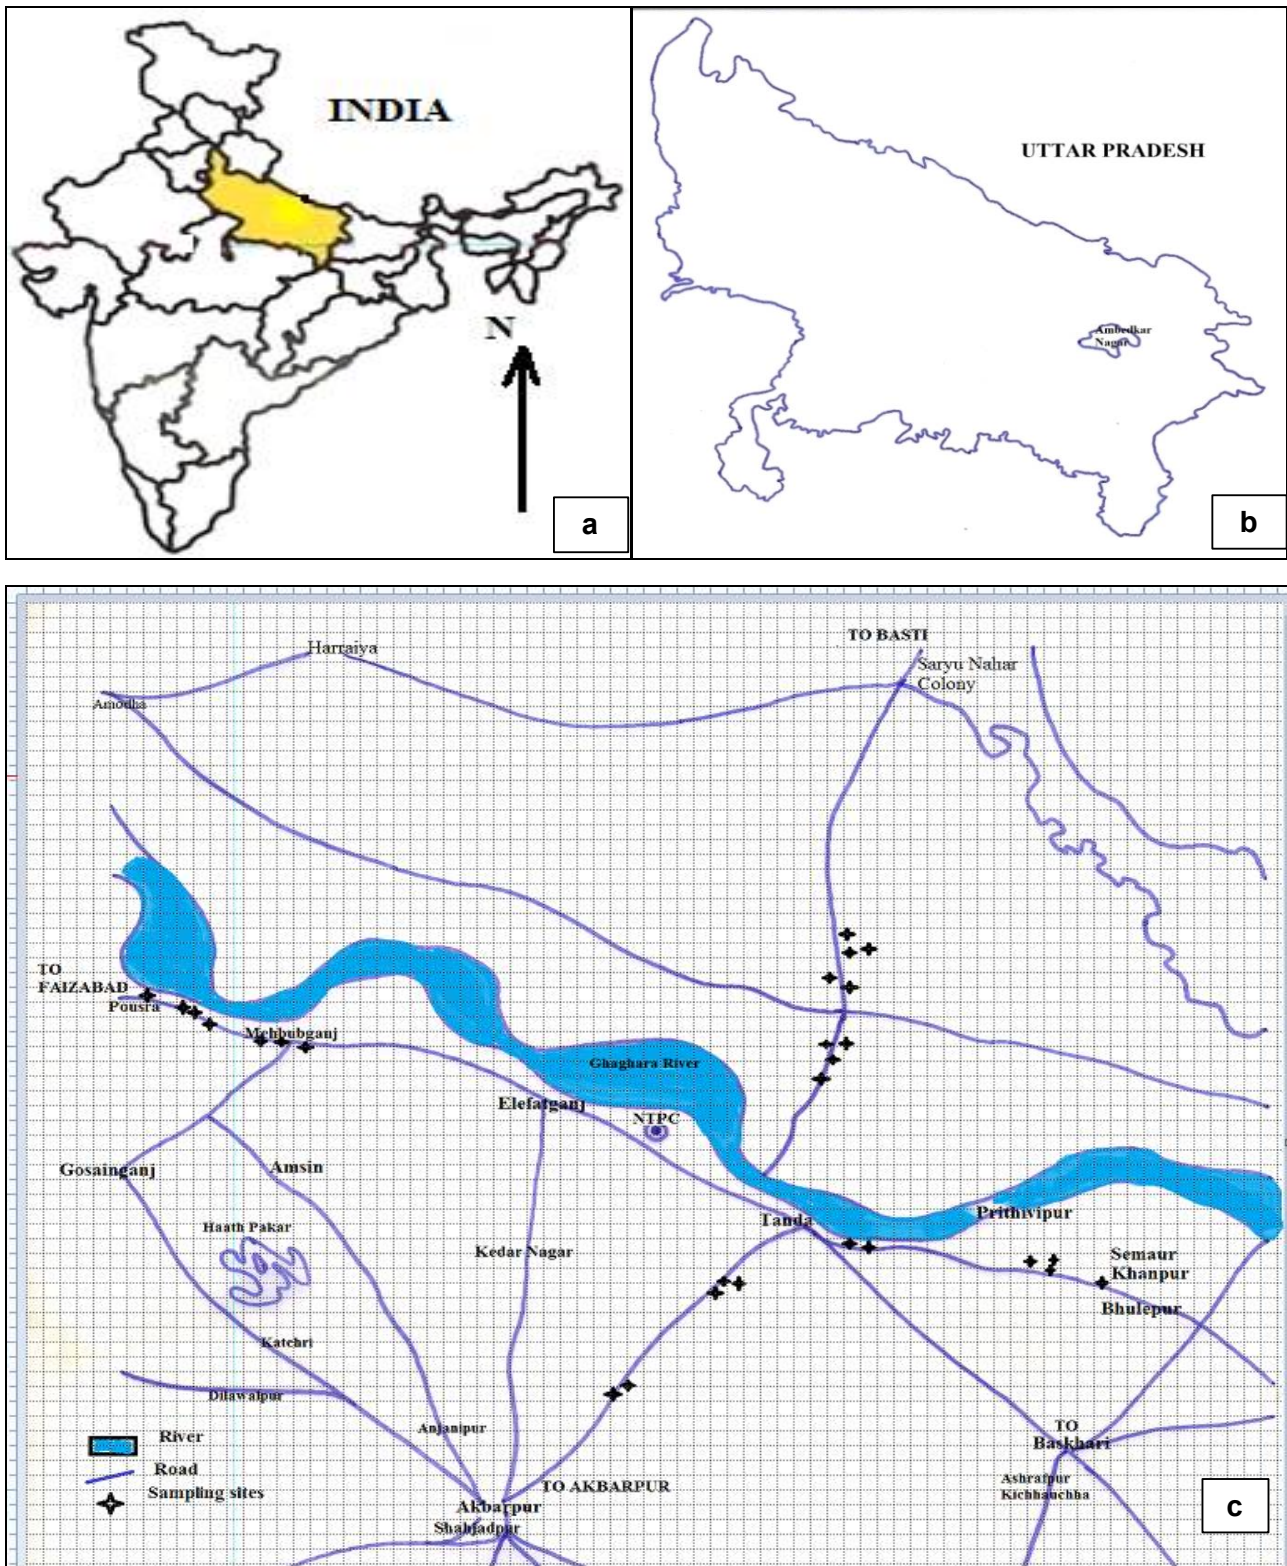 INDIA
N
a
UTTAR PRADESH
Ambedkar
Nagar
b
TO BASTI
Harraiya
Saryu Nahar
Colony
Amodha
TO
FAIZABAD
Pousra
Mehbubganj
Ghaghara River
Elefatganj
NTPC
Gosainganj
Amsin
Tanda
Prithivipur
Haath Pakar
Kedar Nagar
Semaur
Khanpur
Bhulepur
Katchri
Dilawalpur
Anjanipur
TO
Baskhari
River
Road
Sampling sites
TO AKBARPUR
Ashrafpur
Kichhauchha
Akbarpur
Shahjadpur
c